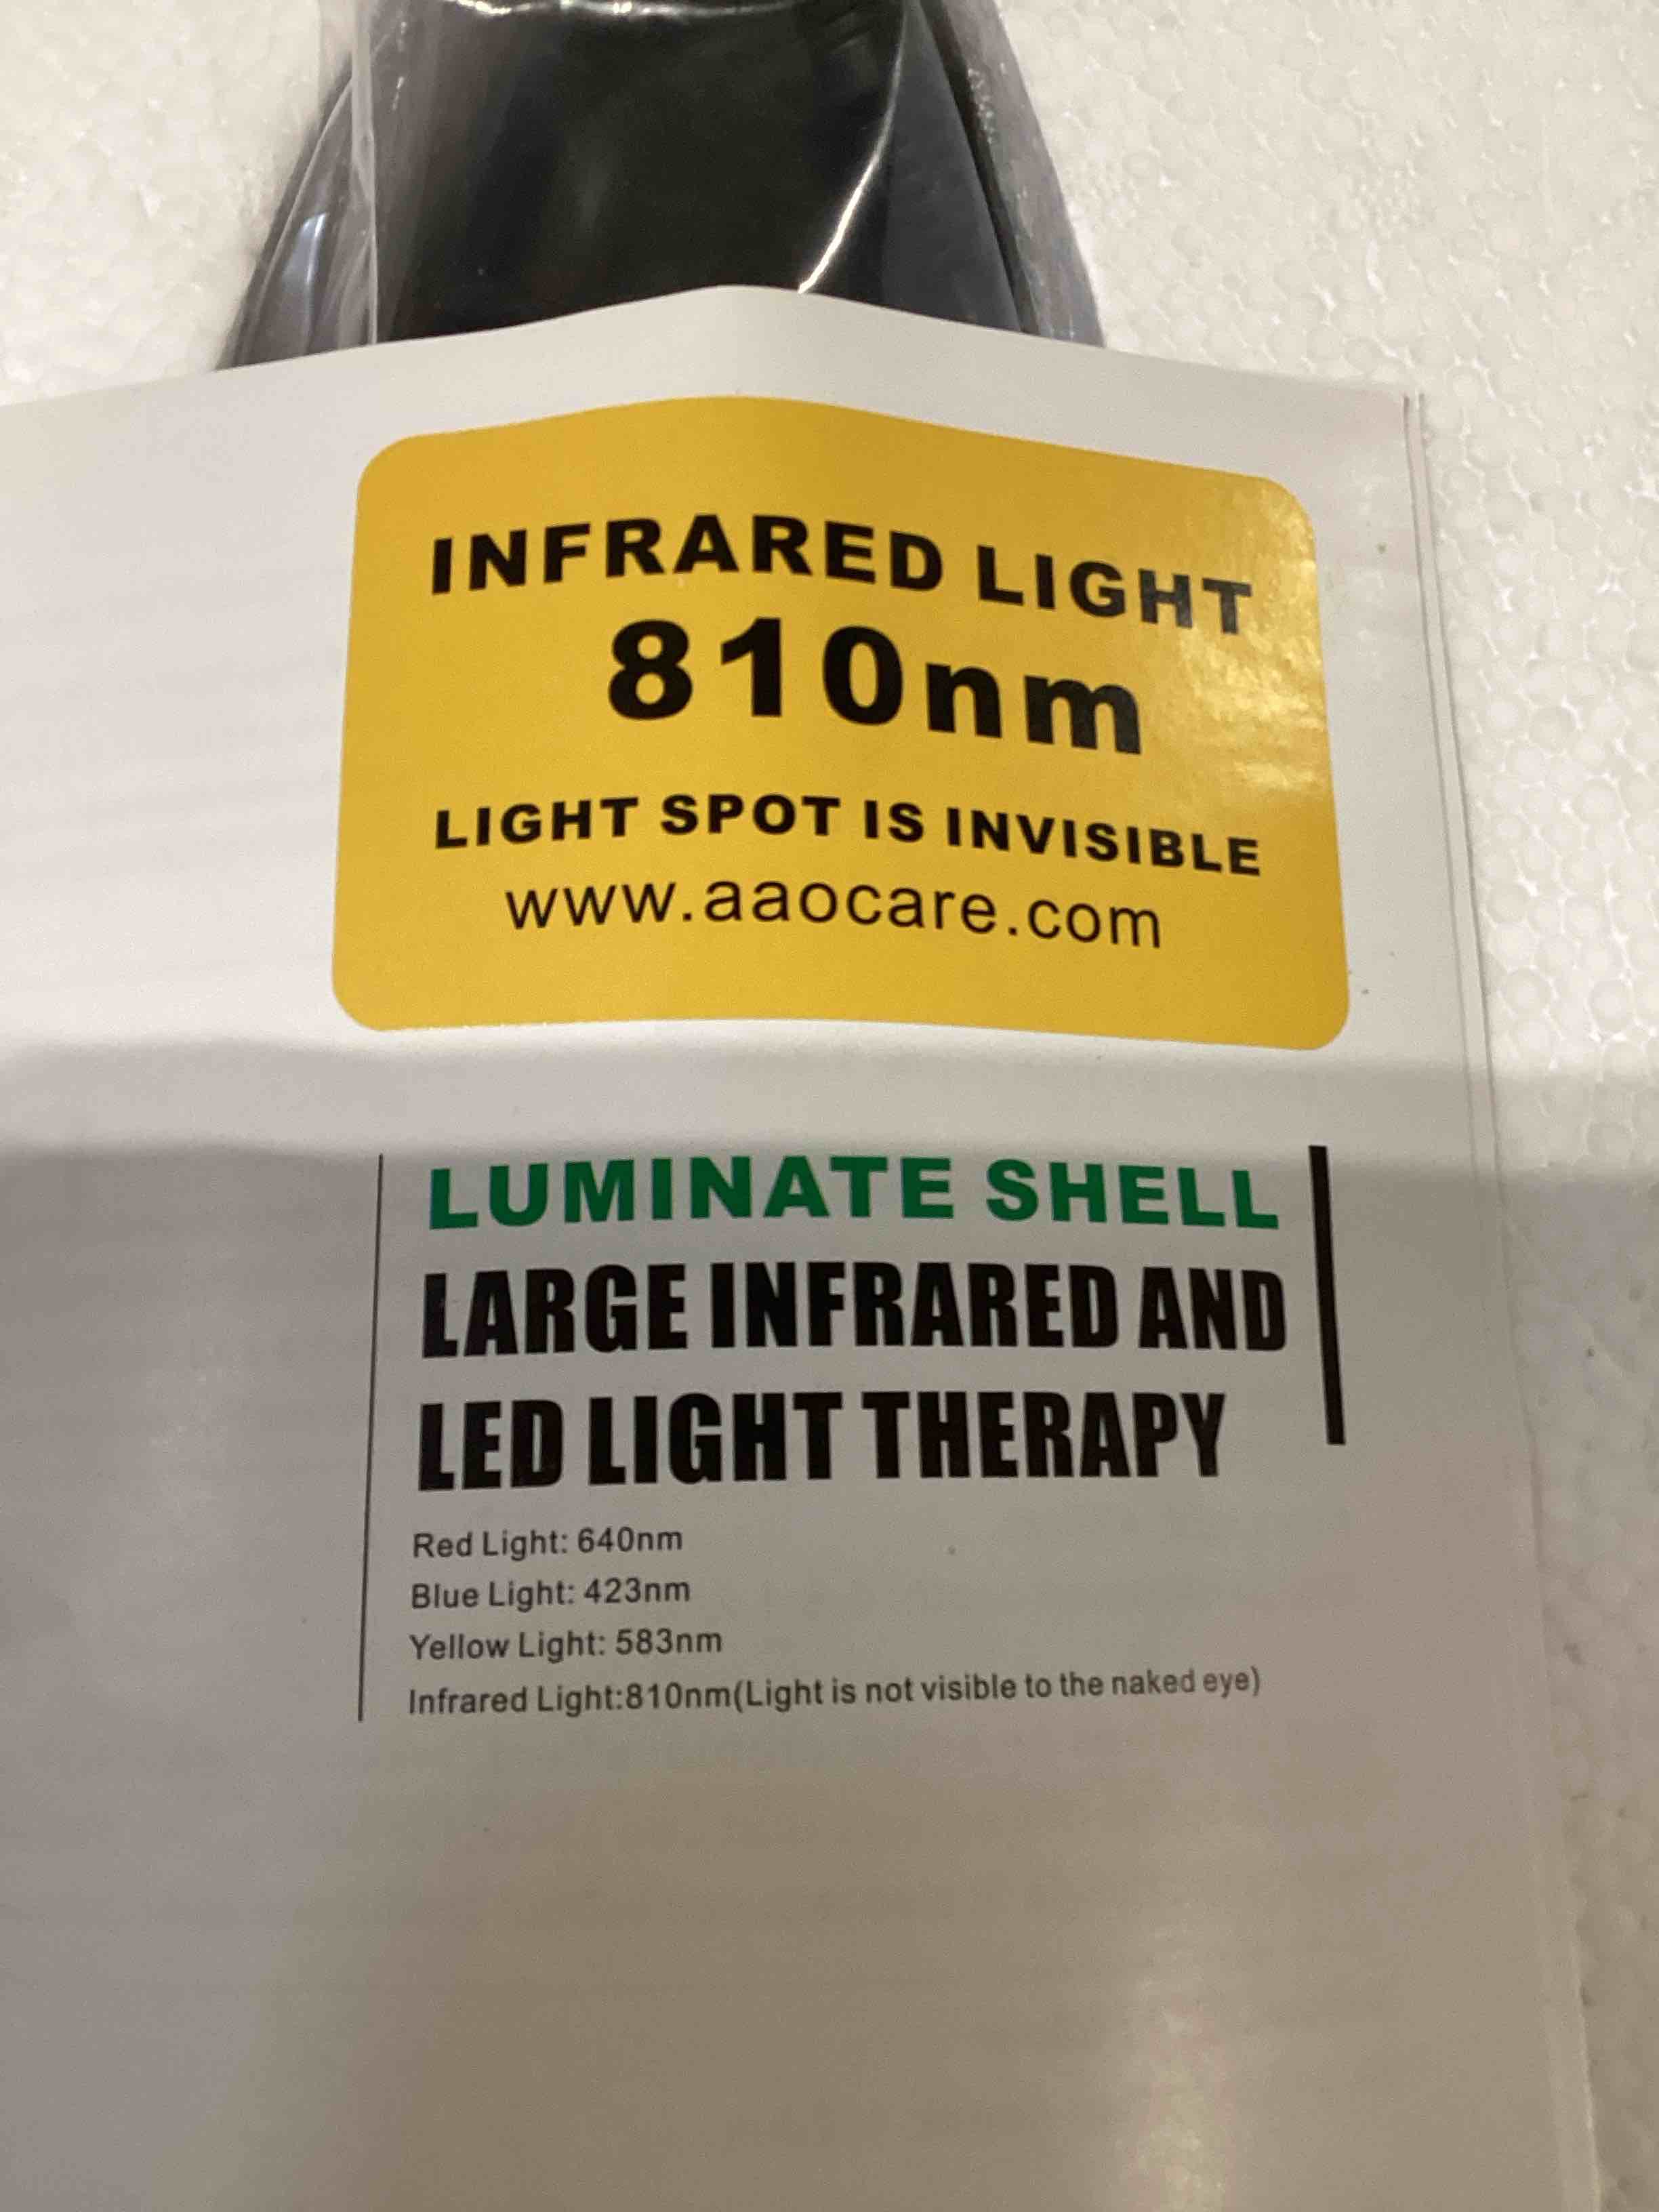 INFRARED LIGHT
810nm
LIGHT SPOT IS INVISIBLE
www.aaocare.com
LUMINATE SHELL
LARGE INFRARED AND
LED LIGHT THERAPY
Red Light: 640nm
Blue Light: 423nm
Yellow Light: 583nm
Infrared Light:810nm(Light is not visible to the naked eye)